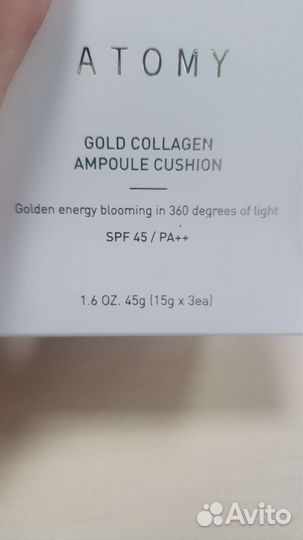 ATOMY
GOLD COLLAGEN
AMPOULE CUSHION
Golden energy blooming in 360 degrees of light
SPF 45 / PA++
1.6 OZ. 45g (15g x 3ea)
Avito